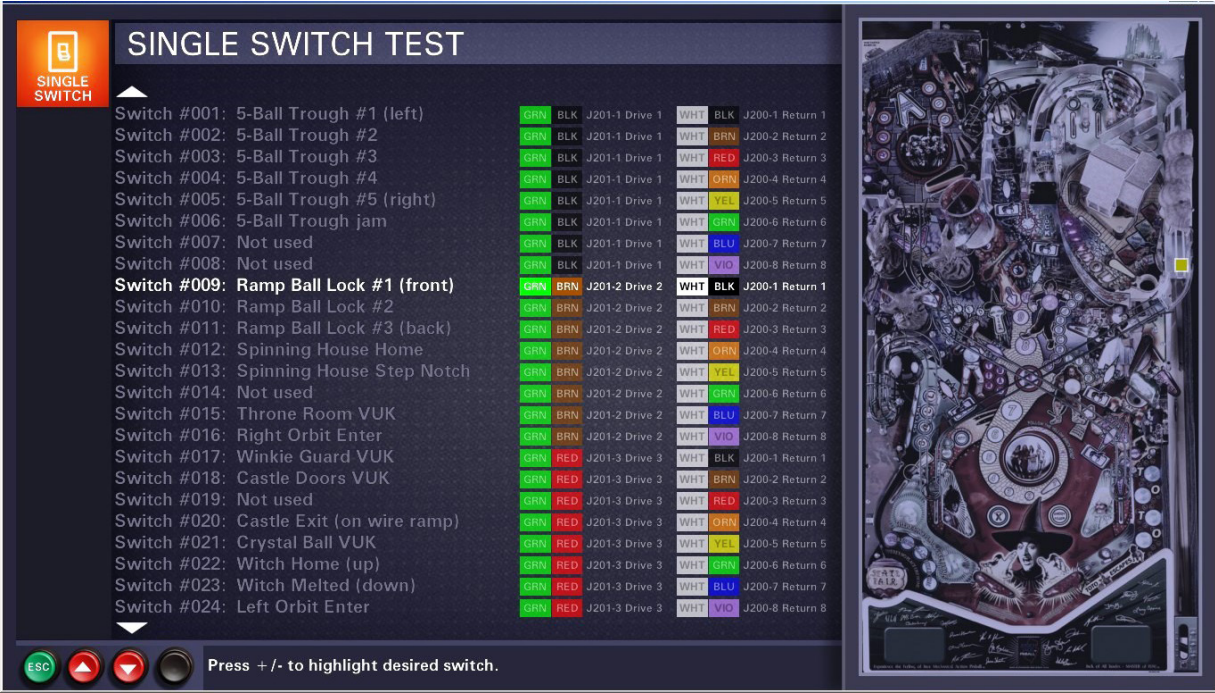 SINGLE SWITCH TEST
SINGLE
SWITCH
Switch #001: 5-Ball Trough #1 (left) GRN BLK J201-1 Drive 1 WHT BLK J200-1 Return 1
Switch #002: 5-Ball Trough #2 GRN BLK J201-1 Drive 1 WHT BRN J200-2 Return 2
Switch #003: 5-Ball Trough #3 GRN BLK J201-1 Drive 1 WHT RED J200-3 Return 3
Switch #004: 5-Ball Trough #4 GRN BLK J201-1 Drive 1 WHT ORN J200-4 Return 4
Switch #005: 5-Ball Trough #5 (right) GRN BLK J201-1 Drive 1 WHT YEL J200-5 Return 5
Switch #006: 5-Ball Trough jam GRN BLK J201-1 Drive 1 WHT GRN J200-6 Return 6
Switch #007: Not used GRN BLK J201-1 Drive 1 WHT BLU J200-7 Return 7
Switch #008: Not used GRN BLK J201-1 Drive 1 WHT VIO J200-8 Return 8
Switch #009: Ramp Ball Lock #1 (front) GRN BRN J201-2 Drive 2 WHT BLK J200-1 Return 1
Switch #010: Ramp Ball Lock #2 GRN BRN J201-2 Drive 2 WHT BRN J200-2 Return 2
Switch #011: Ramp Ball Lock #3 (back) GRN BRN J201-2 Drive 2 WHT RED J200-3 Return 3
Switch #012: Spinning House Home GRN BRN J201-2 Drive 2 WHT ORN J200-4 Return 4
Switch #013: Spinning House Step Notch GRN BRN J201-2 Drive 2 WHT YEL J200-5 Return 5
Switch #014: Not used GRN BRN J201-2 Drive 2 WHT GRN J200-6 Return 6
Switch #015: Throne Room VUK GRN BRN J201-2 Drive 2 WHT BLU J200-7 Return 7
Switch #016: Right Orbit Enter GRN BRN J201-2 Drive 2 WHT VIO J200-8 Return 8
Switch #017: Winkie Guard VUK GRN RED J201-3 Drive 3 WHT BLK J200-1 Return 1
Switch #018: Castle Doors VUK GRN RED J201-3 Drive 3 WHT BRN J200-2 Return 2
Switch #019: Not used GRN RED J201-3 Drive 3 WHT RED J200-3 Return 3
Switch #020: Castle Exit (on wire ramp) GRN RED J201-3 Drive 3 WHT ORN J200-4 Return 4
Switch #021: Crystal Ball VUK GRN RED J201-3 Drive 3 WHT YEL J200-5 Return 5
Switch #022: Witch Home (up) GRN RED J201-3 Drive 3 WHT GRN J200-6 Return 6
Switch #023: Witch Melted (down) GRN RED J201-3 Drive 3 WHT BLU J200-7 Return 7
Switch #024: Left Orbit Enter GRN RED J201-3 Drive 3 WHT VIO J200-8 Return 8
ESC
Press +/- to highlight desired switch.